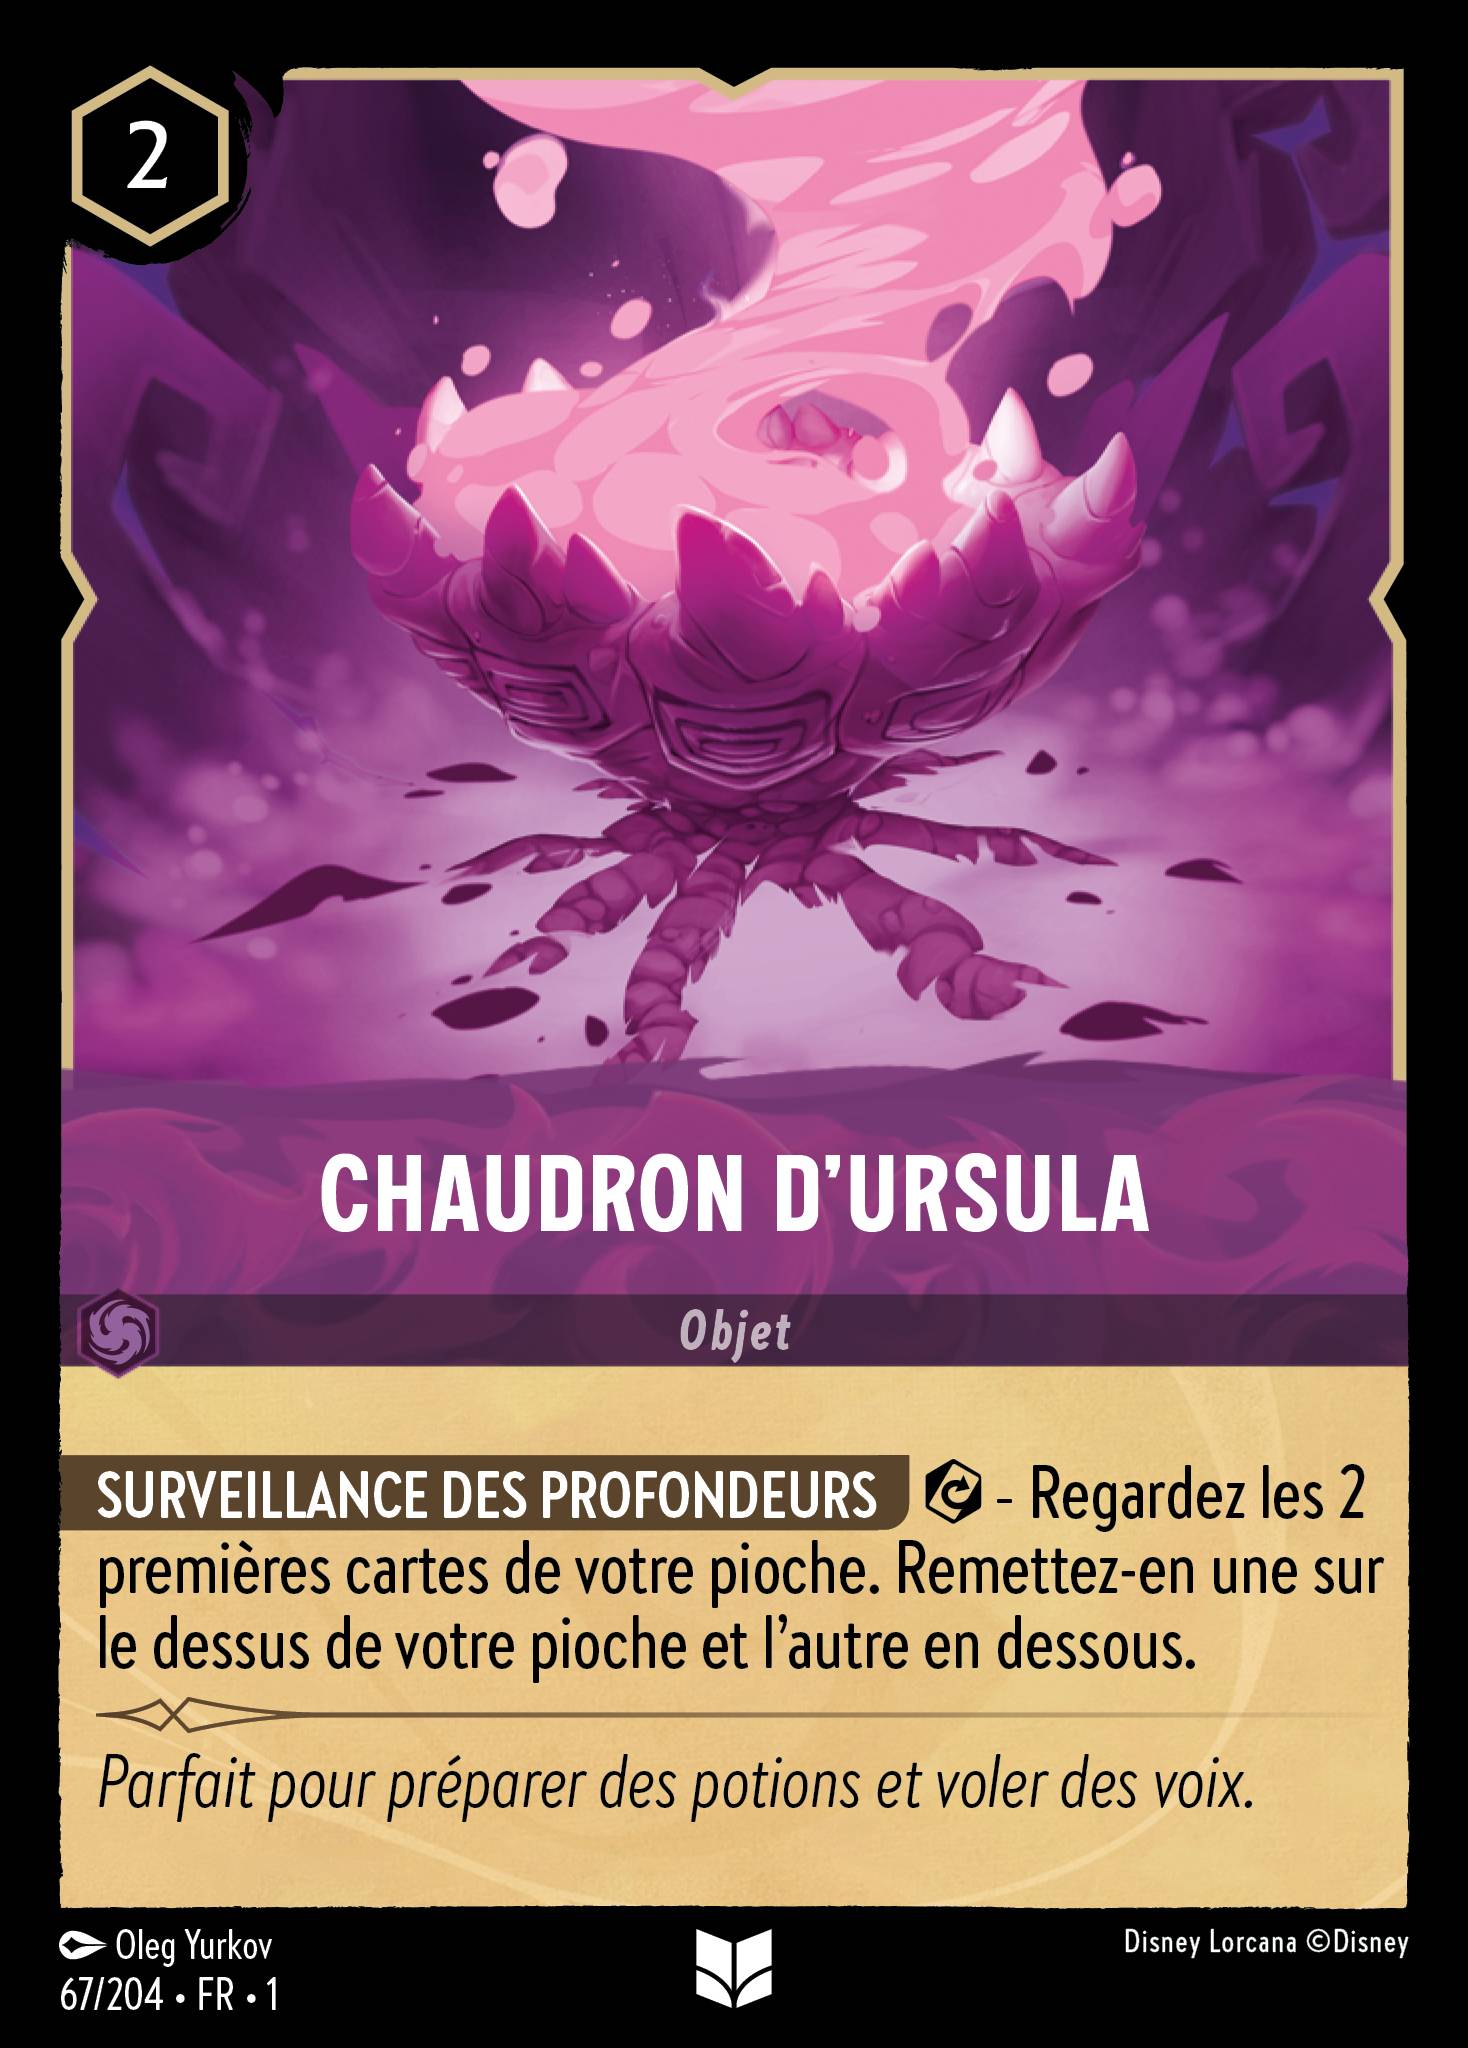 2
CHAUDRON D’URSULA
Objet
SURVEILLANCE DES PROFONDEURS - Regardez les 2
premières cartes de votre pioche. Remettez-en une sur
le dessus de votre pioche et l’autre en dessous.
Parfait pour préparer des potions et voler des voix.
Oleg Yurkov
67/204 • FR • 1
Disney Lorcana ©Disney